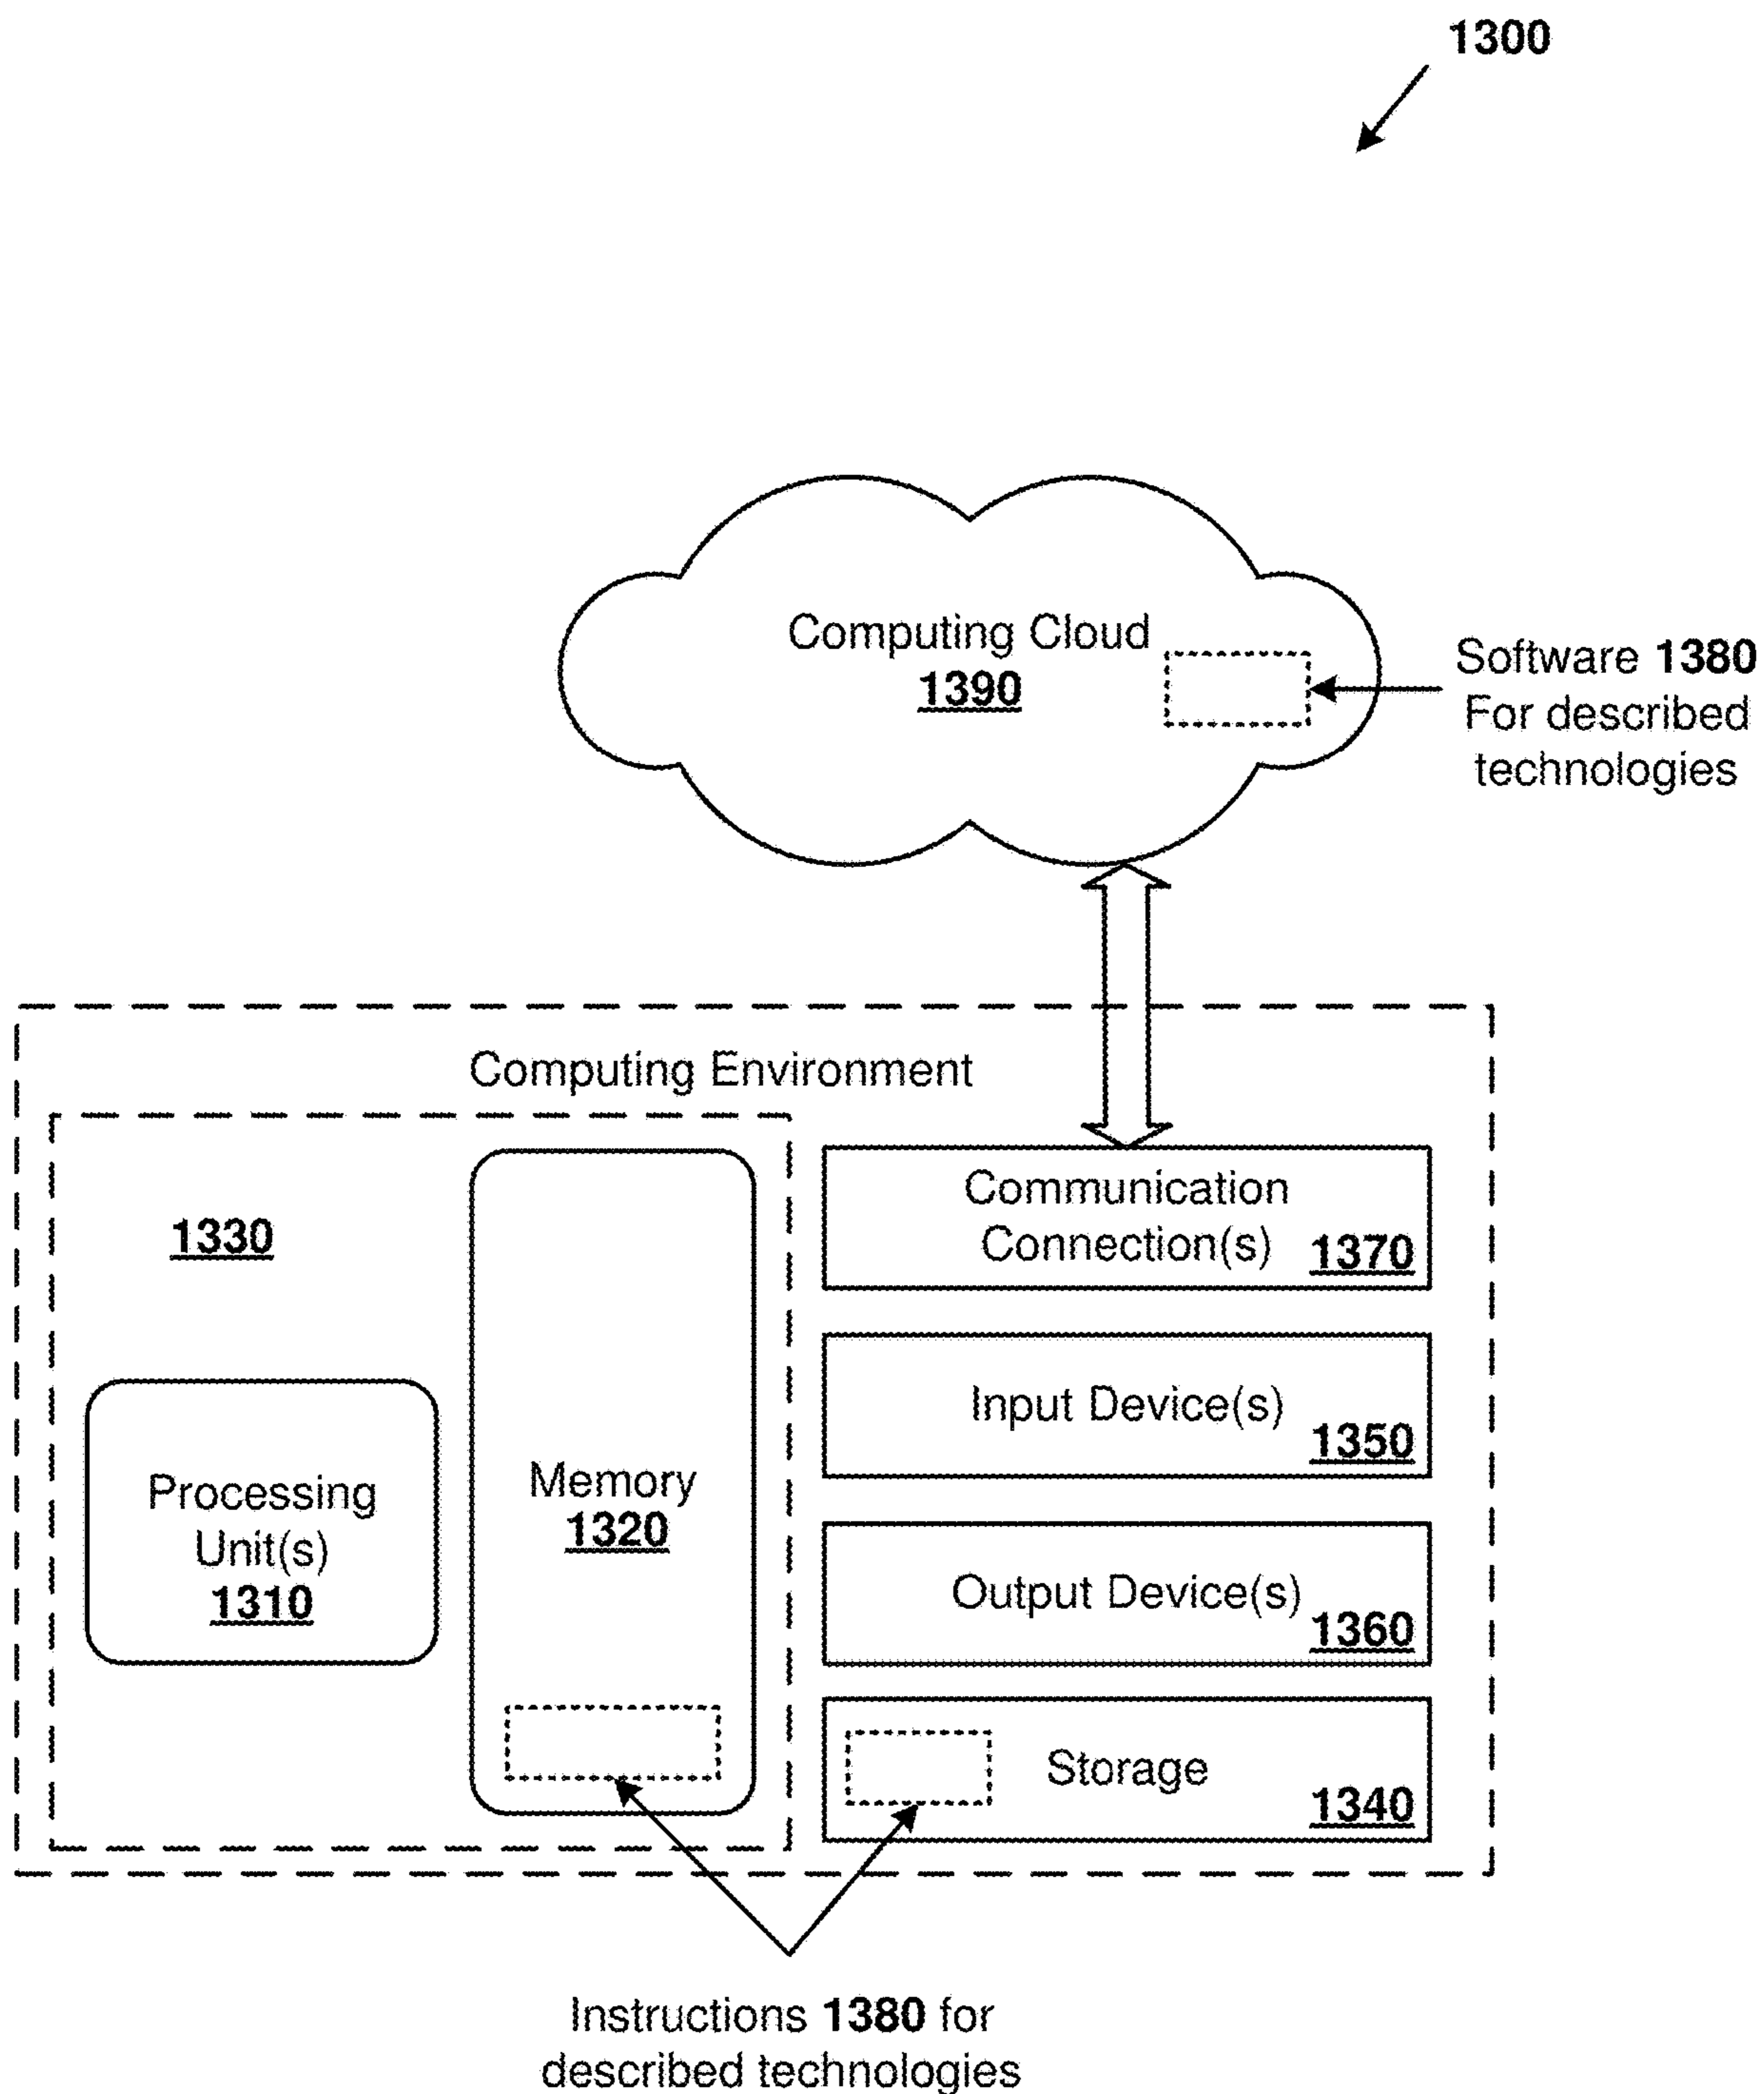 1300
Computing Cloud
1390
Software 1380
For described
technologies
Computing Environment
1330
Processing
Unit(s)
1310
Memory
1320
Communication
Connection(s)
1370
Input Device(s)
1350
Output Device(s)
1360
Storage
1340
Instructions 1380 for
described technologies